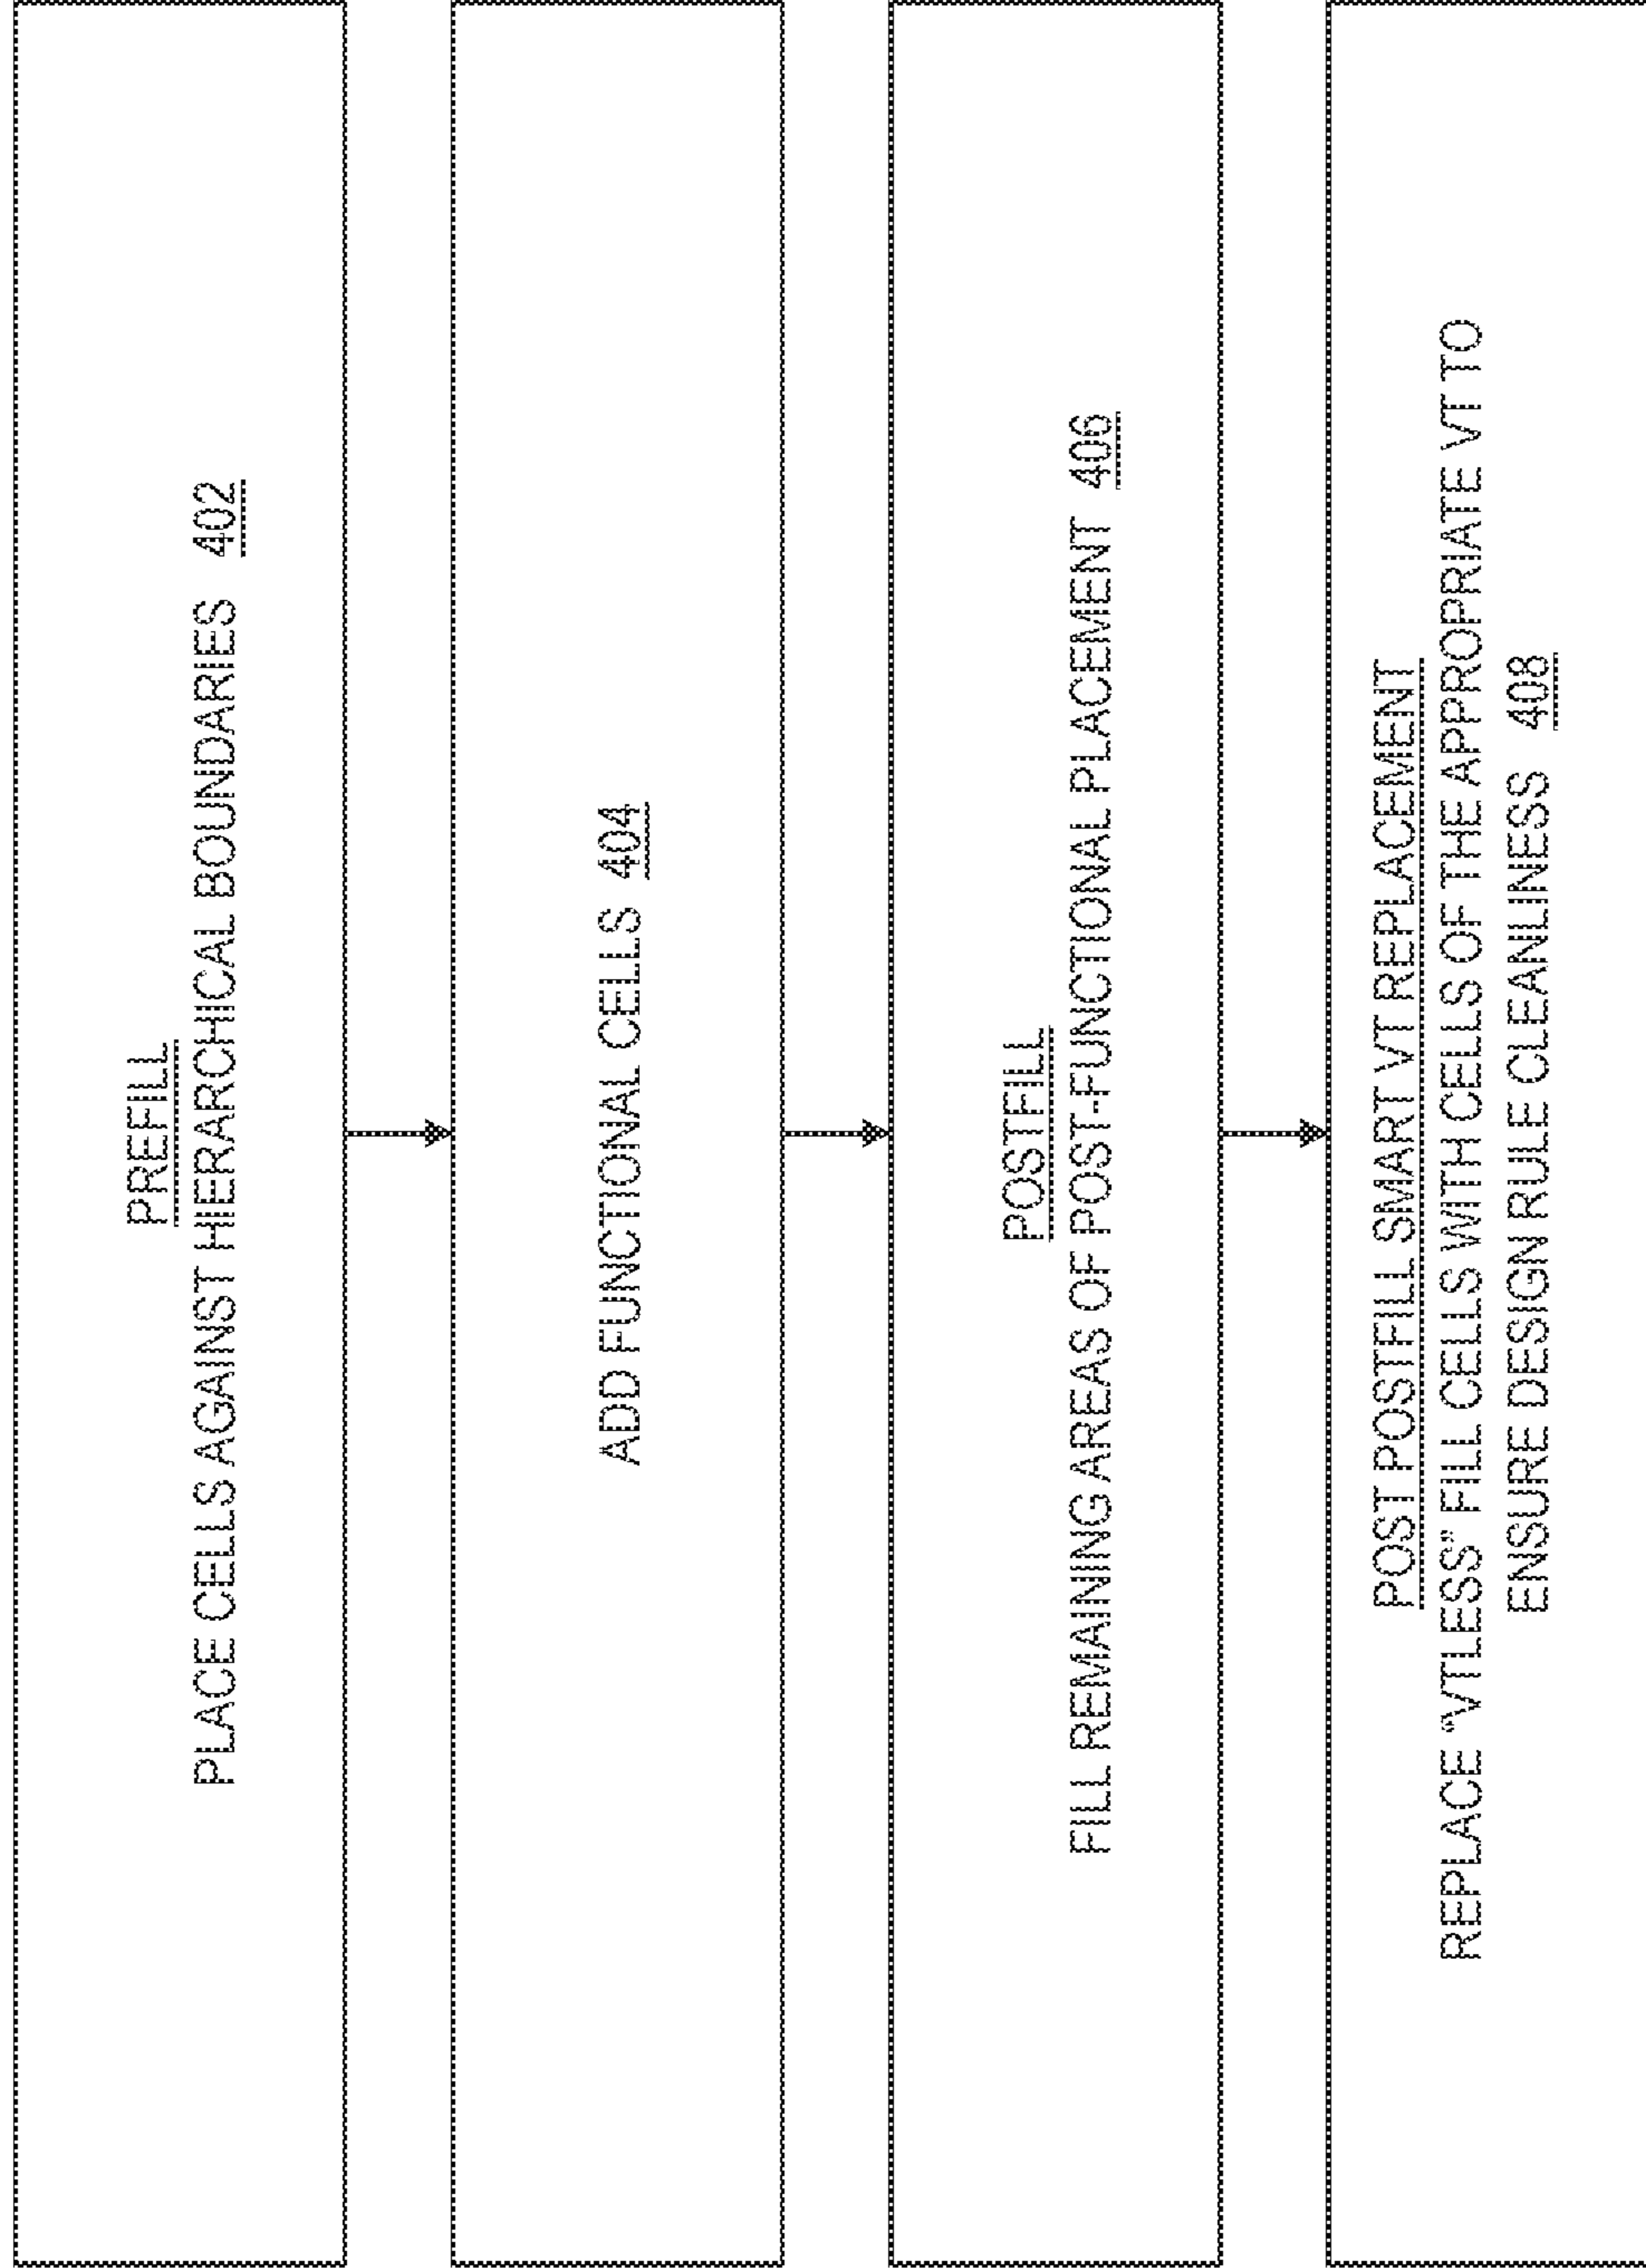 PREFILL
PLACE CELLS AGAINST HIERARCHICAL BOUNDARIES 402
ADD FUNCTIONAL CELLS 404
POSTFILL
FILL REMAINING AREAS OF POST-FUNCTIONAL PLACEMENT 406
POST POSTFILL SMART VT REPLACEMENT
REPLACE “VTLESS” FILL CELLS WITH CELLS OF THE APPROPRIATE VT TO
ENSURE DESIGN RULE CLEANLINESS 408